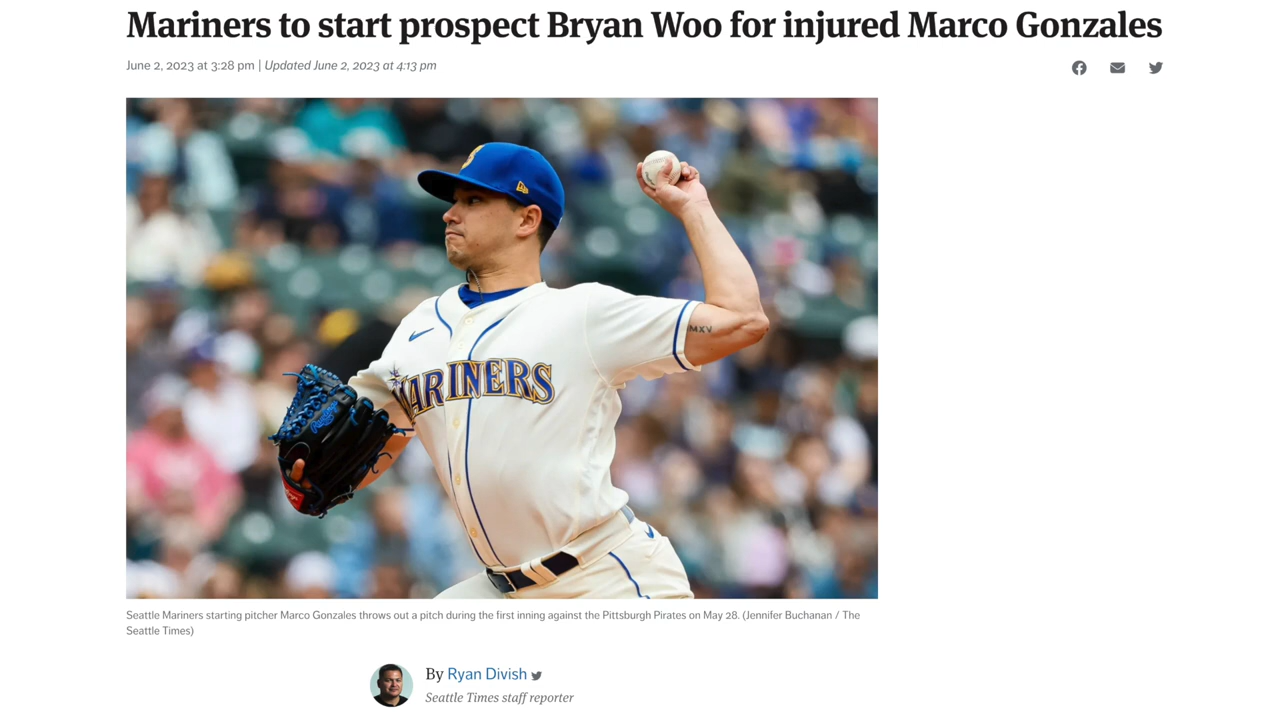 Mariners to start prospect Bryan Woo for injured Marco Gonzales
June 2, 2023 at 3:28 pm | Updated June 2, 2023 at 4:13 pm
MXV
MARINERS
Rawlings
Seattle Mariners starting pitcher Marco Gonzales throws out a pitch during the first inning against the Pittsburgh Pirates on May 28. (Jennifer Buchanan / The
Seattle Times)
By Ryan Divish
Seattle Times staff reporter